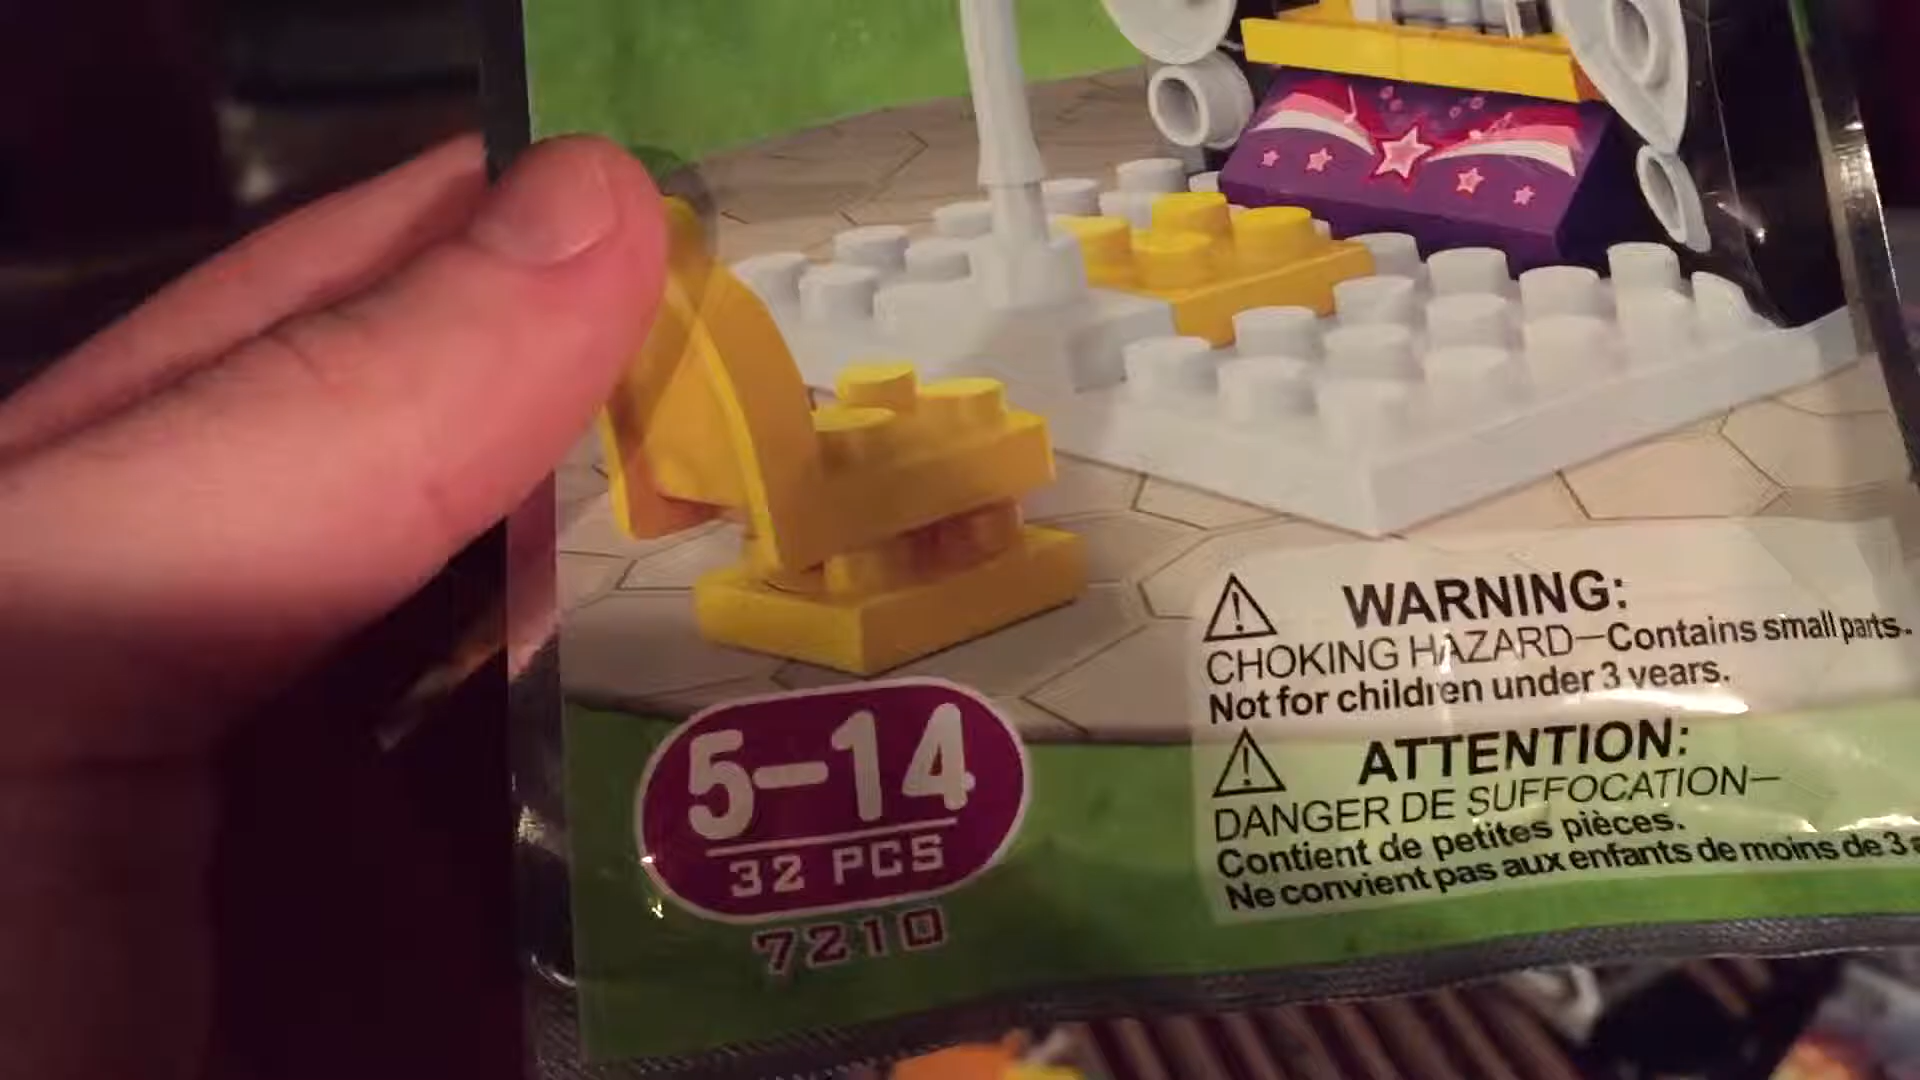 WARNING:
CHOKING HAZARD—Contains small parts.
Not for children under 3 years.
ATTENTION:
DANGER DE SUFFOCATION—
Contient de petites pièces.
Ne convient pas aux enfants de moins de 3 a
5-14
32 PCS
7210